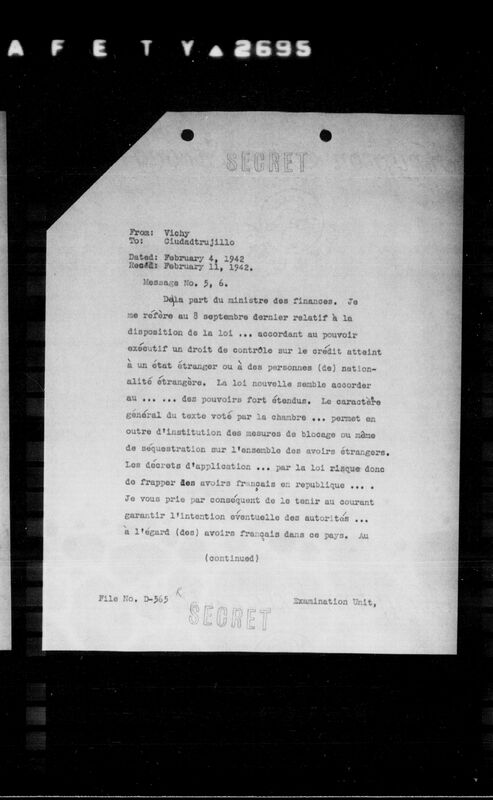 A F E T Y ▲ 2695
SECRET
From: Vichy
To: Ciudadtrujillo
Dated: February 4, 1942
Rec'd: February 11, 1942.
Message No. 5, 6.
De la part du ministre des finances. Je
me réfère au 8 septembre dernier relatif à la
disposition de la loi ... accordant au pouvoir
exécutif un droit de contrôle sur le crédit atteint
à un état étranger ou à des personnes (de) nation-
alité étrangère. La loi nouvelle semble accorder
au ... ... des pouvoirs fort étendus. Le caractère
général du texte voté par la chambre ... permet en
outre d'institution des mesures de blocage ou même
de séquestration sur l'ensemble des avoirs étrangers.
Les décrets d'application ... par la loi risque donc
de frapper des avoirs français en republique ... .
Je vous prie par conséquent de le tenir au courant
garantir l'intention éventuelle des autorités ...
à l'égard (des) avoirs français dans ce pays. Au
(continued)
File No. D-565 K
Examination Unit,
SECRET